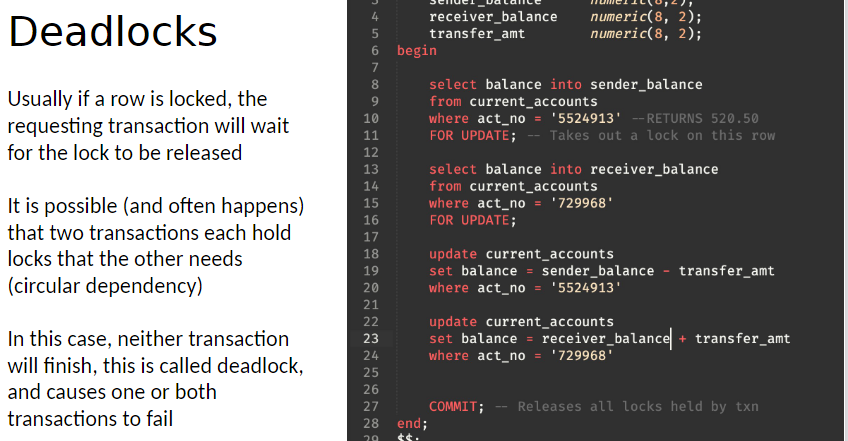 Deadlocks
Usually if a row is locked, the
requesting transaction will wait
for the lock to be released
It is possible (and often happens)
that two transactions each hold
locks that the other needs
(circular dependency)
In this case, neither transaction
will finish, this is called deadlock,
and causes one or both
transactions to fail
3 sender_balance numeric(8,2);
4 receiver_balance numeric(8, 2);
5 transfer_amt numeric(8, 2);
6 begin
7
8 select balance into sender_balance
9 from current_accounts
10 where act_no = '5524913' --RETURNS 520.50
11 FOR UPDATE; -- Takes out a lock on this row
12
13 select balance into receiver_balance
14 from current_accounts
15 where act_no = '729968'
16 FOR UPDATE;
17
18 update current_accounts
19 set balance = sender_balance - transfer_amt
20 where act_no = '5524913'
21
22 update current_accounts
23 set balance = receiver_balance + transfer_amt
24 where act_no = '729968'
25
26
27 COMMIT; -- Releases all locks held by txn
28 end;
29 $$;